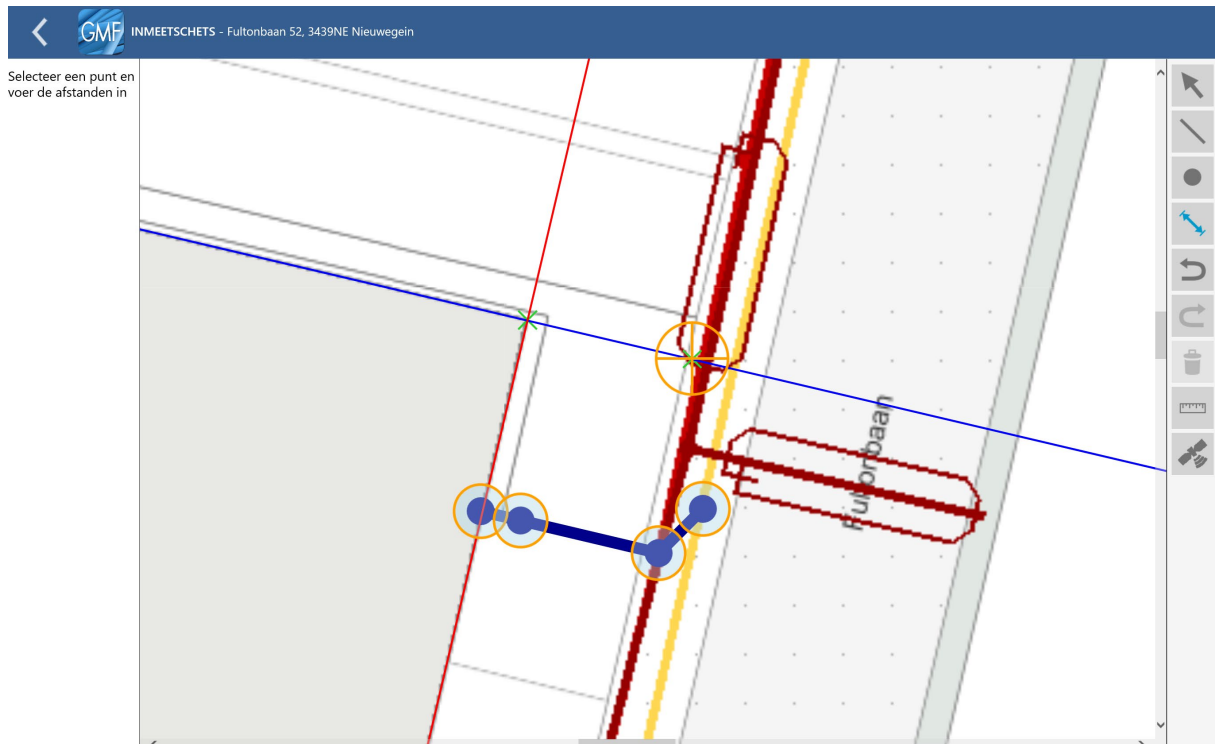 GMF INMEETSCHETS - Fultonbaan 52, 3439NE Nieuwegein
Selecteer een punt en
voer de afstanden in
Fultonbaan